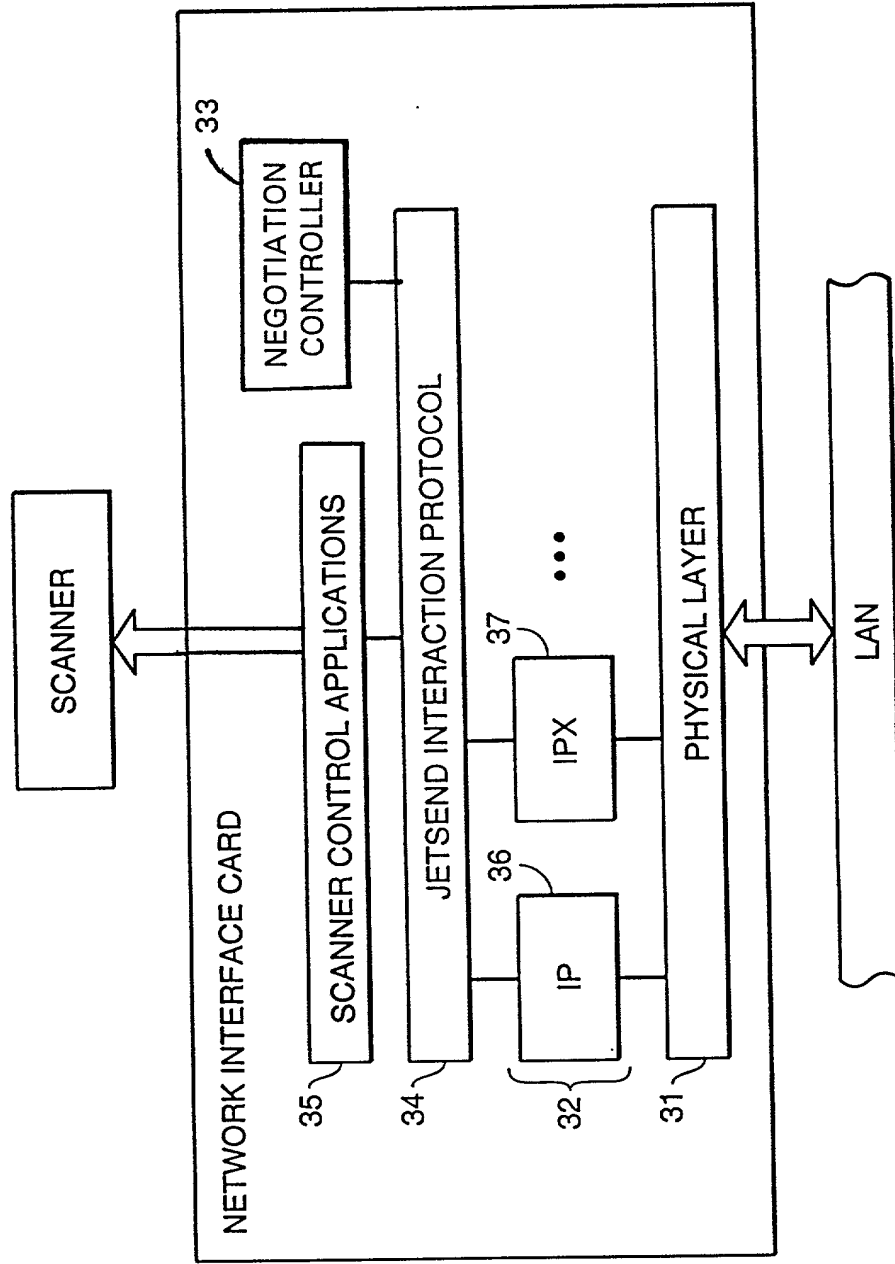 SCANNER
NETWORK INTERFACE CARD
33
NEGOTIATION
CONTROLLER
35
SCANNER CONTROL APPLICATIONS
34
JETSEND INTERACTION PROTOCOL
32
36
IP
37
IPX
•••
31
PHYSICAL LAYER
LAN